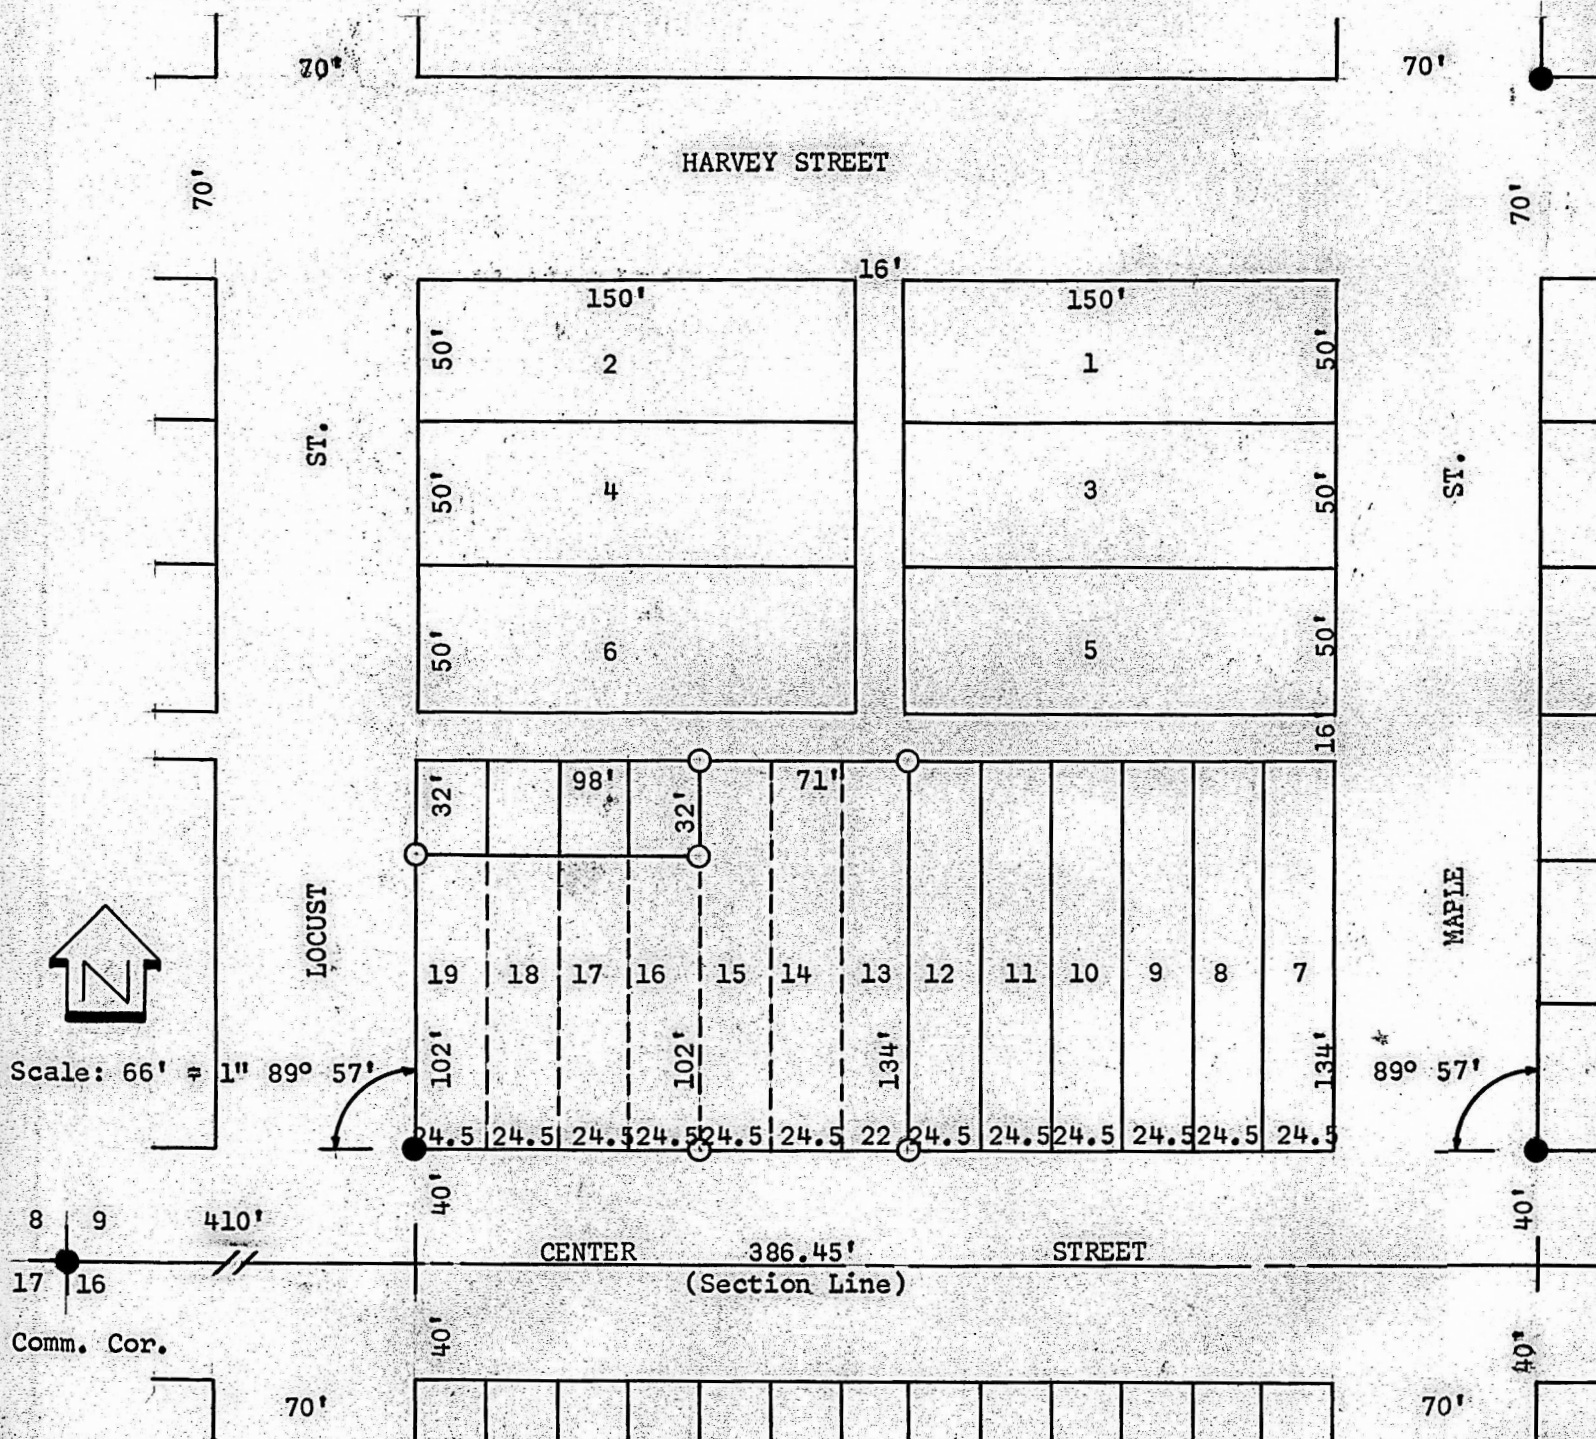 70' 70'
70' 70'
HARVEY STREET
16'
150' 150'
50' 2 1 50'
ST. ST.
50' 4 3 50'
50' 6 5 50'
16'
98' 71'
32' 32'
LOCUST MAPLE
N
19 18 17 16 15 14 13 12 11 10 9 8 7
102' 102' 134' 134'
Scale: 66' = 1" 89° 57' 89° 57'
24.5 24.5 24.5 24.5 24.5 24.5 22 24.5 24.5 24.5 24.5 24.5 24.5
40' 40'
8 9 410'
CENTER 386.45' STREET
17 16 (Section Line)
Comm. Cor. 40' 40'
70' 70'